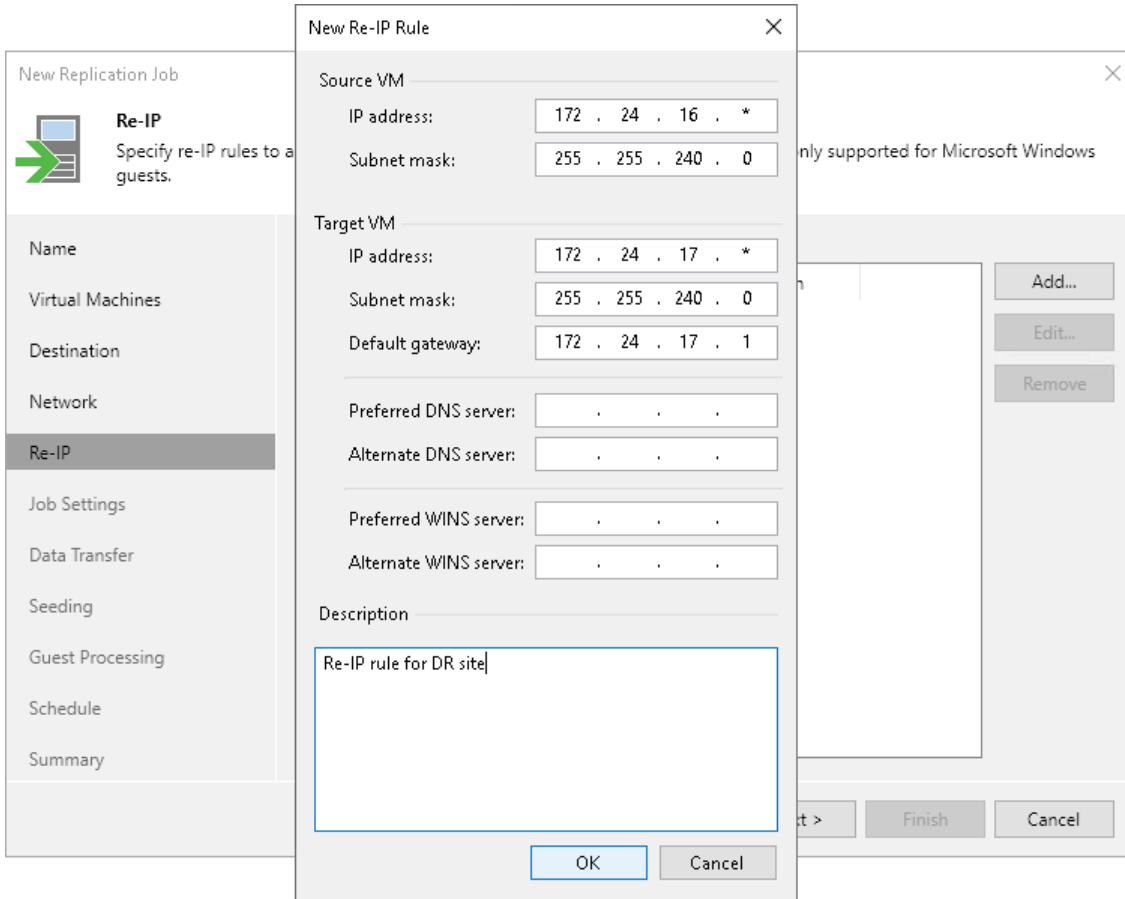 New Re-IP Rule
New Replication Job
Re-IP
Specify re-IP rules to a
nly supported for Microsoft Windows
guests.
Name
Virtual Machines
Destination
Network
Re-IP
Job Settings
Data Transfer
Seeding
Guest Processing
Schedule
Summary
Source VM
IP address: 172 . 24 . 16 . *
Subnet mask: 255 . 255 . 240 . 0
Target VM
IP address: 172 . 24 . 17 . *
Subnet mask: 255 . 255 . 240 . 0
Default gateway: 172 . 24 . 17 . 1
Preferred DNS server: . . .
Alternate DNS server: . . .
Preferred WINS server: . . .
Alternate WINS server: . . .
Description
Re-IP rule for DR site
OK Cancel
Add...
Edit...
Remove
Finish Cancel